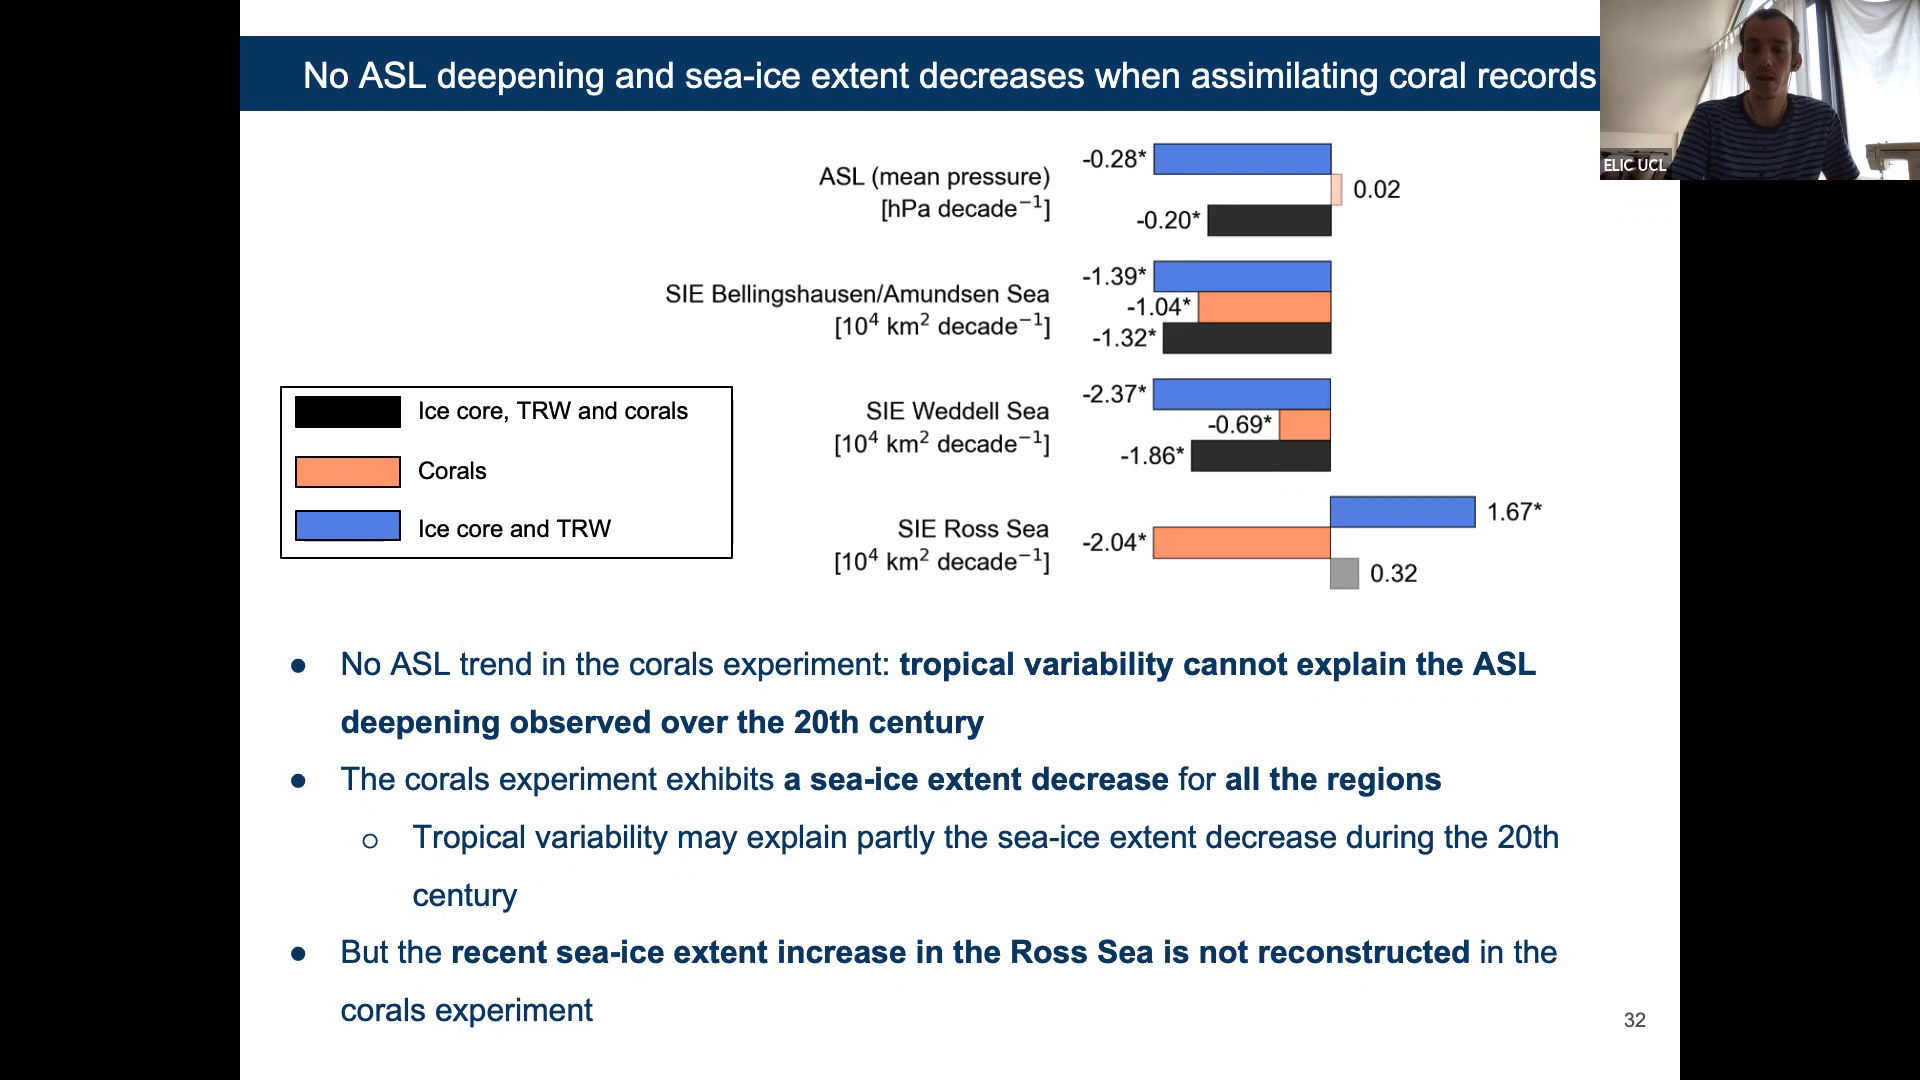 No ASL deepening and sea-ice extent decreases when assimilating coral records
ELIC UCL
ASL (mean pressure)
[hPa decade⁻¹]
-0.28*
0.02
-0.20*
SIE Bellingshausen/Amundsen Sea
[10⁴ km² decade⁻¹]
-1.39*
-1.04*
-1.32*
SIE Weddell Sea
[10⁴ km² decade⁻¹]
-2.37*
-0.69*
-1.86*
SIE Ross Sea
[10⁴ km² decade⁻¹]
1.67*
-2.04*
0.32
Ice core, TRW and corals
Corals
Ice core and TRW
● No ASL trend in the corals experiment: tropical variability cannot explain the ASL
deepening observed over the 20th century
● The corals experiment exhibits a sea-ice extent decrease for all the regions
○ Tropical variability may explain partly the sea-ice extent decrease during the 20th
century
● But the recent sea-ice extent increase in the Ross Sea is not reconstructed in the
corals experiment
32